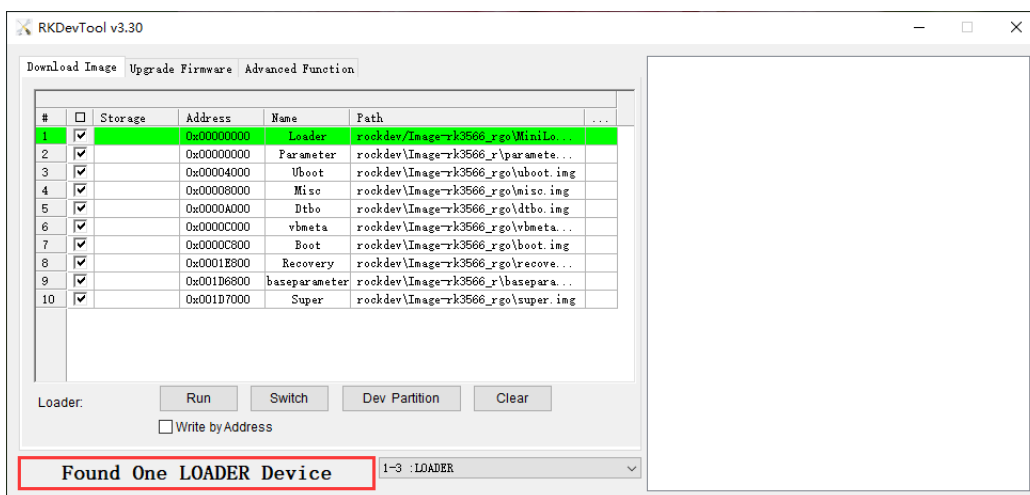 RKDevTool v3.30
Download Image Upgrade Firmware Advanced Function
# Storage Address Name Path ...
1 0x00000000 Loader rockdev/Image-rk3566_rgo\MiniLo...
2 0x00000000 Parameter rockdev\Image-rk3566_r\paramete...
3 0x00004000 Uboot rockdev\Image-rk3566_rgo\uboot.img
4 0x00008000 Misc rockdev\Image-rk3566_rgo\misc.img
5 0x0000A000 Dtbo rockdev\Image-rk3566_rgo\dtbo.img
6 0x0000C000 vbmeta rockdev\Image-rk3566_rgo\vbmeta...
7 0x0000C800 Boot rockdev\Image-rk3566_rgo\boot.img
8 0x0001E800 Recovery rockdev\Image-rk3566_rgo\recove...
9 0x001D6800 baseparameter rockdev\Image-rk3566_r\basepara...
10 0x001D7000 Super rockdev\Image-rk3566_rgo\super.img
Loader: Run Switch Dev Partition Clear
Write by Address
Found One LOADER Device 1-3 :LOADER